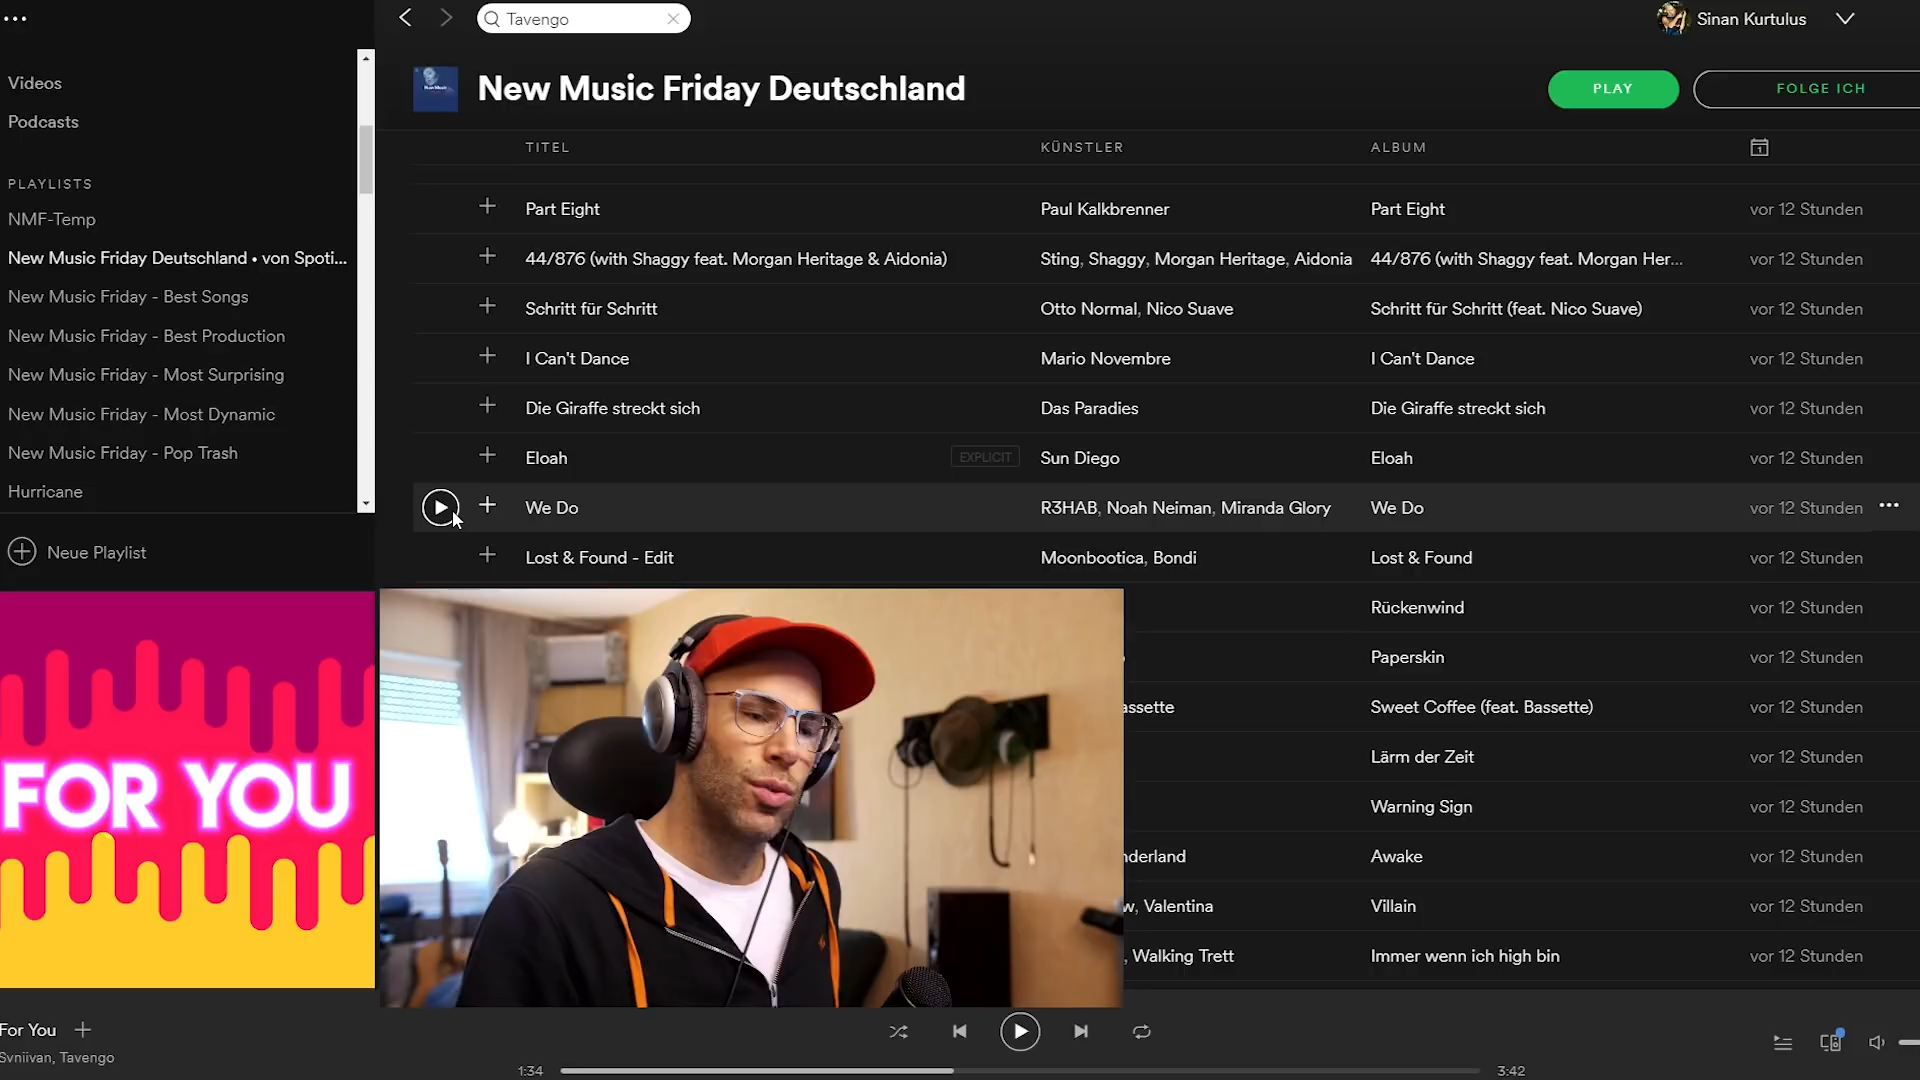 Tavengo
Sinan Kurtulus
Videos
Podcasts
PLAYLISTS
NMF-Temp
New Music Friday Deutschland • von Spoti...
New Music Friday - Best Songs
New Music Friday - Best Production
New Music Friday - Most Surprising
New Music Friday - Most Dynamic
New Music Friday - Pop Trash
Hurricane
Neue Playlist
FOR YOU
For You
Svniivan, Tavengo
New Music Friday Deutschland
PLAY
FOLGE ICH
TITEL KÜNSTLER ALBUM
Part Eight Paul Kalkbrenner Part Eight vor 12 Stunden
44/876 (with Shaggy feat. Morgan Heritage & Aidonia) Sting, Shaggy, Morgan Heritage, Aidonia 44/876 (with Shaggy feat. Morgan Her... vor 12 Stunden
Schritt für Schritt Otto Normal, Nico Suave Schritt für Schritt (feat. Nico Suave) vor 12 Stunden
I Can't Dance Mario Novembre I Can't Dance vor 12 Stunden
Die Giraffe streckt sich Das Paradies Die Giraffe streckt sich vor 12 Stunden
Eloah EXPLICIT Sun Diego Eloah vor 12 Stunden
We Do R3HAB, Noah Neiman, Miranda Glory We Do vor 12 Stunden
Lost & Found - Edit Moonbootica, Bondi Lost & Found vor 12 Stunden
Rückenwind vor 12 Stunden
Paperskin vor 12 Stunden
assette Sweet Coffee (feat. Bassette) vor 12 Stunden
Lärm der Zeit vor 12 Stunden
Warning Sign vor 12 Stunden
nderland Awake vor 12 Stunden
w, Valentina Villain vor 12 Stunden
, Walking Trett Immer wenn ich high bin vor 12 Stunden
1:34 3:42